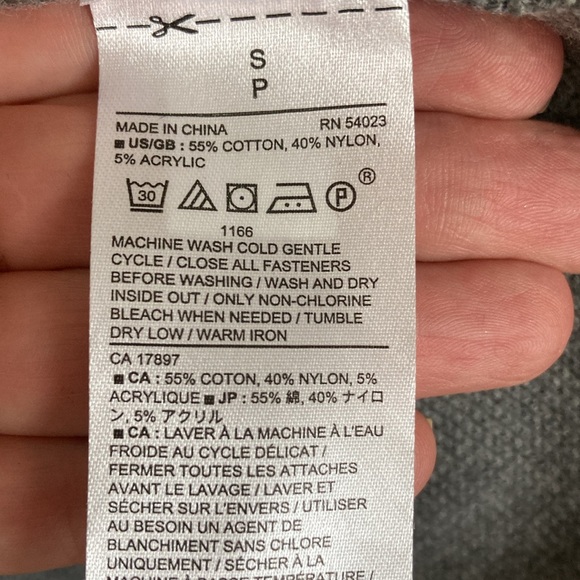 S
P
MADE IN CHINA RN 54023
US/GB : 55% COTTON, 40% NYLON,
5% ACRYLIC
30 P ®
1166
MACHINE WASH COLD GENTLE
CYCLE / CLOSE ALL FASTENERS
BEFORE WASHING / WASH AND DRY
INSIDE OUT / ONLY NON-CHLORINE
BLEACH WHEN NEEDED / TUMBLE
DRY LOW / WARM IRON
CA 17897
CA : 55% COTON, 40% NYLON, 5%
ACRYLIQUE JP : 55% 綿, 40% ナイロ
ン, 5% アクリル
CA : LAVER À LA MACHINE À L'EAU
FROIDE AU CYCLE DÉLICAT /
FERMER TOUTES LES ATTACHES
AVANT LE LAVAGE / LAVER ET
SÉCHER SUR L'ENVERS / UTILISER
AU BESOIN UN AGENT DE
BLANCHIMENT SANS CHLORE
UNIQUEMENT / SÉCHER À LA
MACHINE À BASSE TEMPÉRATURE /